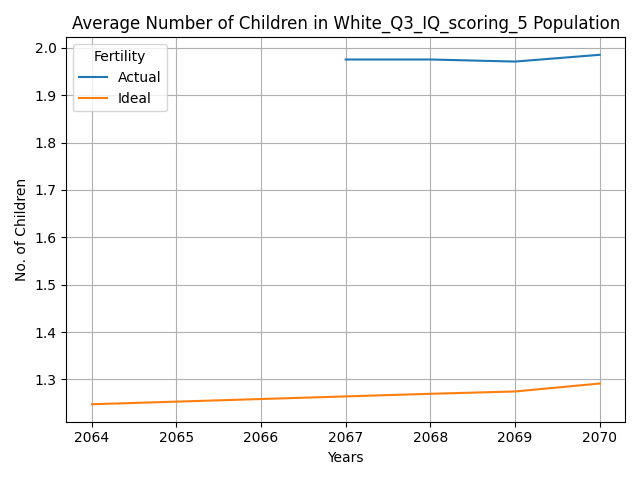 Average Number of Children in White_Q3_IQ_scoring_5 Population
Fertility
Actual
Ideal
No. of Children
2.0
1.9
1.8
1.7
1.6
1.5
1.4
1.3
2064 2065 2066 2067 2068 2069 2070
Years